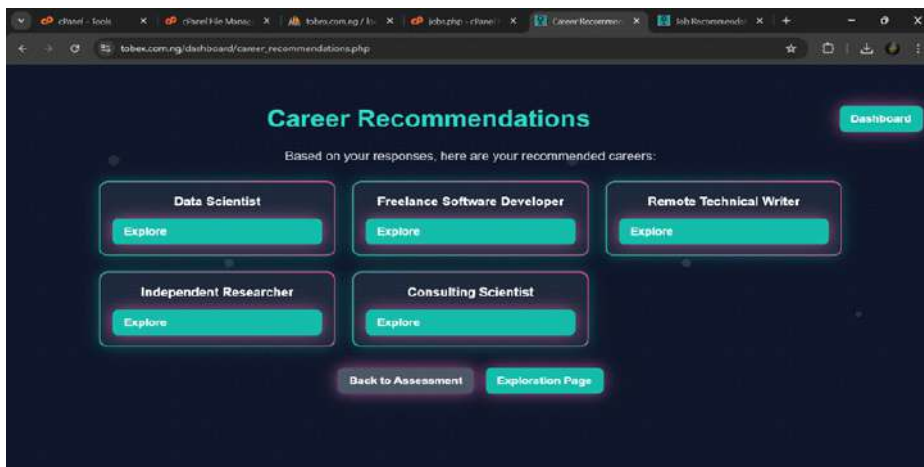 cPanel - Tools
cPanel File Manag
tobex.com.ng / lo
jobs.php - cPanel
Career Recommen
Job Recommendat
tobex.com.ng/dashboard/career_recommendations.php
Career Recommendations
Dashboard
Based on your responses, here are your recommended careers:
Data Scientist
Freelance Software Developer
Remote Technical Writer
Explore
Explore
Explore
Independent Researcher
Consulting Scientist
Explore
Explore
Back to Assessment
Exploration Page